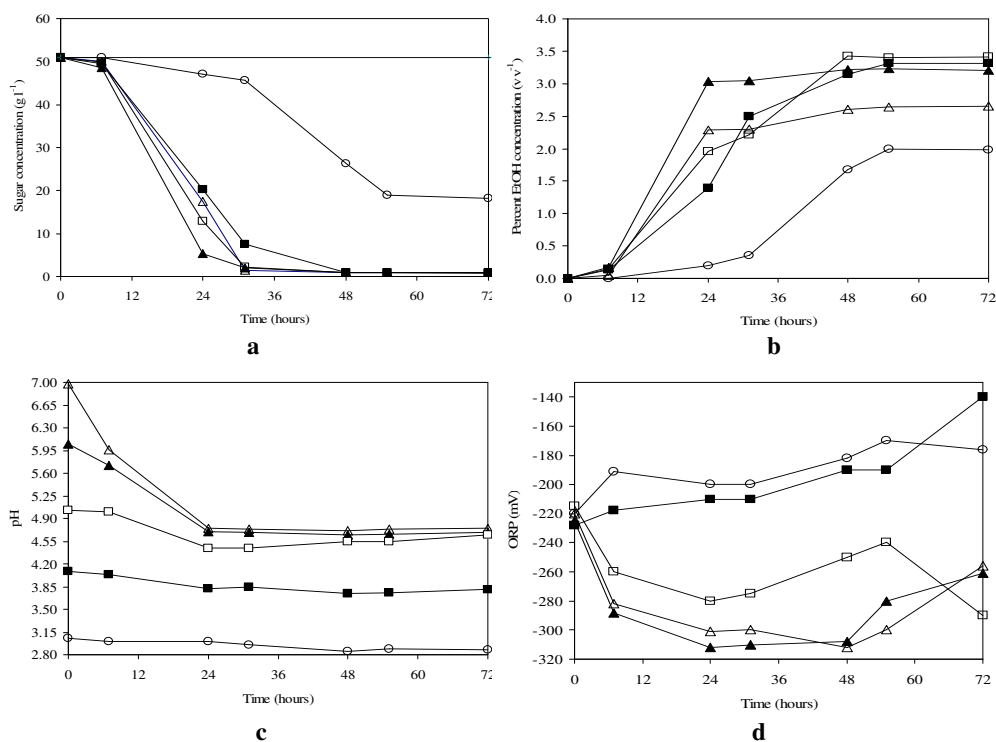 60
50
40
30
20
10
0
Sugar concentration (g l⁻¹)
0 12 24 36 48 60 72
Time (hours)
a
4.0
3.5
3.0
2.5
2.0
1.5
1.0
0.5
0.0
Percent EtOH concentration (v v⁻¹)
0 12 24 36 48 60 72
Time (hours)
b
7.00
6.65
6.30
5.95
5.60
5.25
4.90
4.55
4.20
3.85
3.50
3.15
2.80
pH
0 12 24 36 48 60 72
Time (hours)
c
-140
-160
-180
-200
-220
-240
-260
-280
-300
-320
ORP (mV)
0 12 24 36 48 60 72
Time (hours)
d